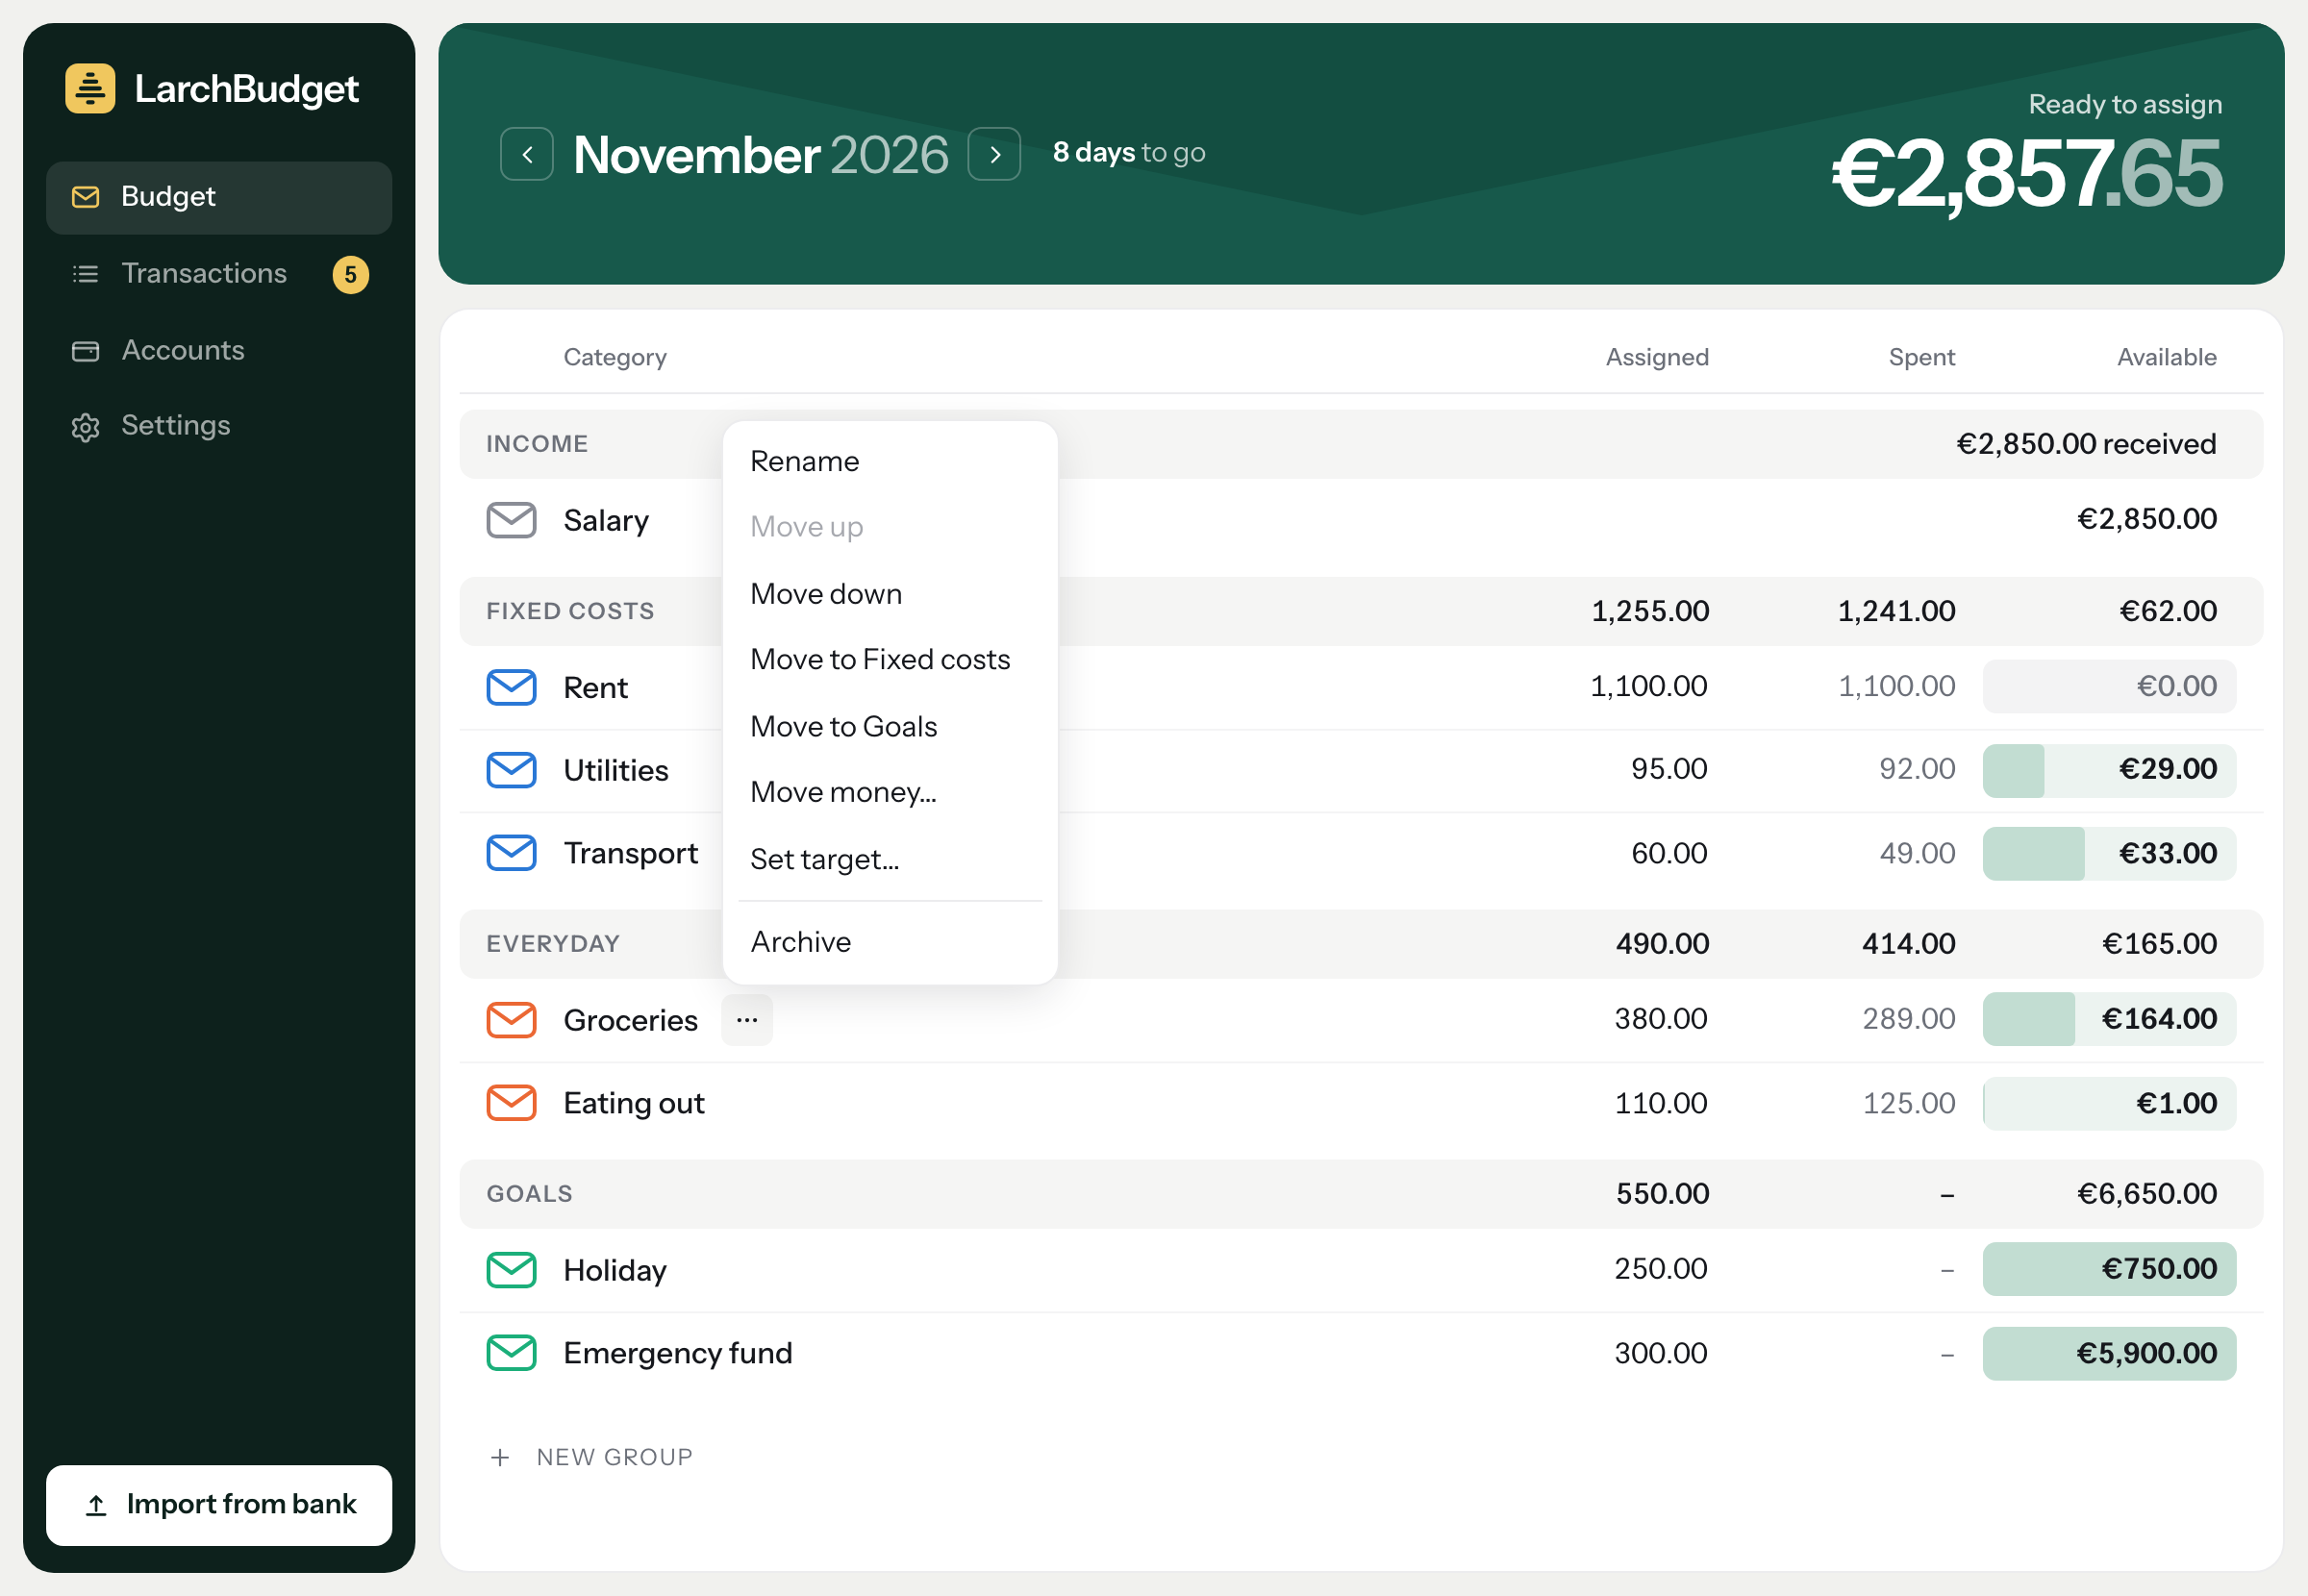 LarchBudget
Budget
Transactions 5
Accounts
Settings
Import from bank
November 2026
8 days to go
Ready to assign
€2,857.65
Category Assigned Spent Available
INCOME €2,850.00 received
Salary €2,850.00
FIXED COSTS 1,255.00 1,241.00 €62.00
Rent 1,100.00 1,100.00 €0.00
Utilities 95.00 92.00 €29.00
Transport 60.00 49.00 €33.00
EVERYDAY 490.00 414.00 €165.00
Groceries ... 380.00 289.00 €164.00
Eating out 110.00 125.00 €1.00
GOALS 550.00 – €6,650.00
Holiday 250.00 – €750.00
Emergency fund 300.00 – €5,900.00
+ NEW GROUP
Rename
Move up
Move down
Move to Fixed costs
Move to Goals
Move money...
Set target...
Archive